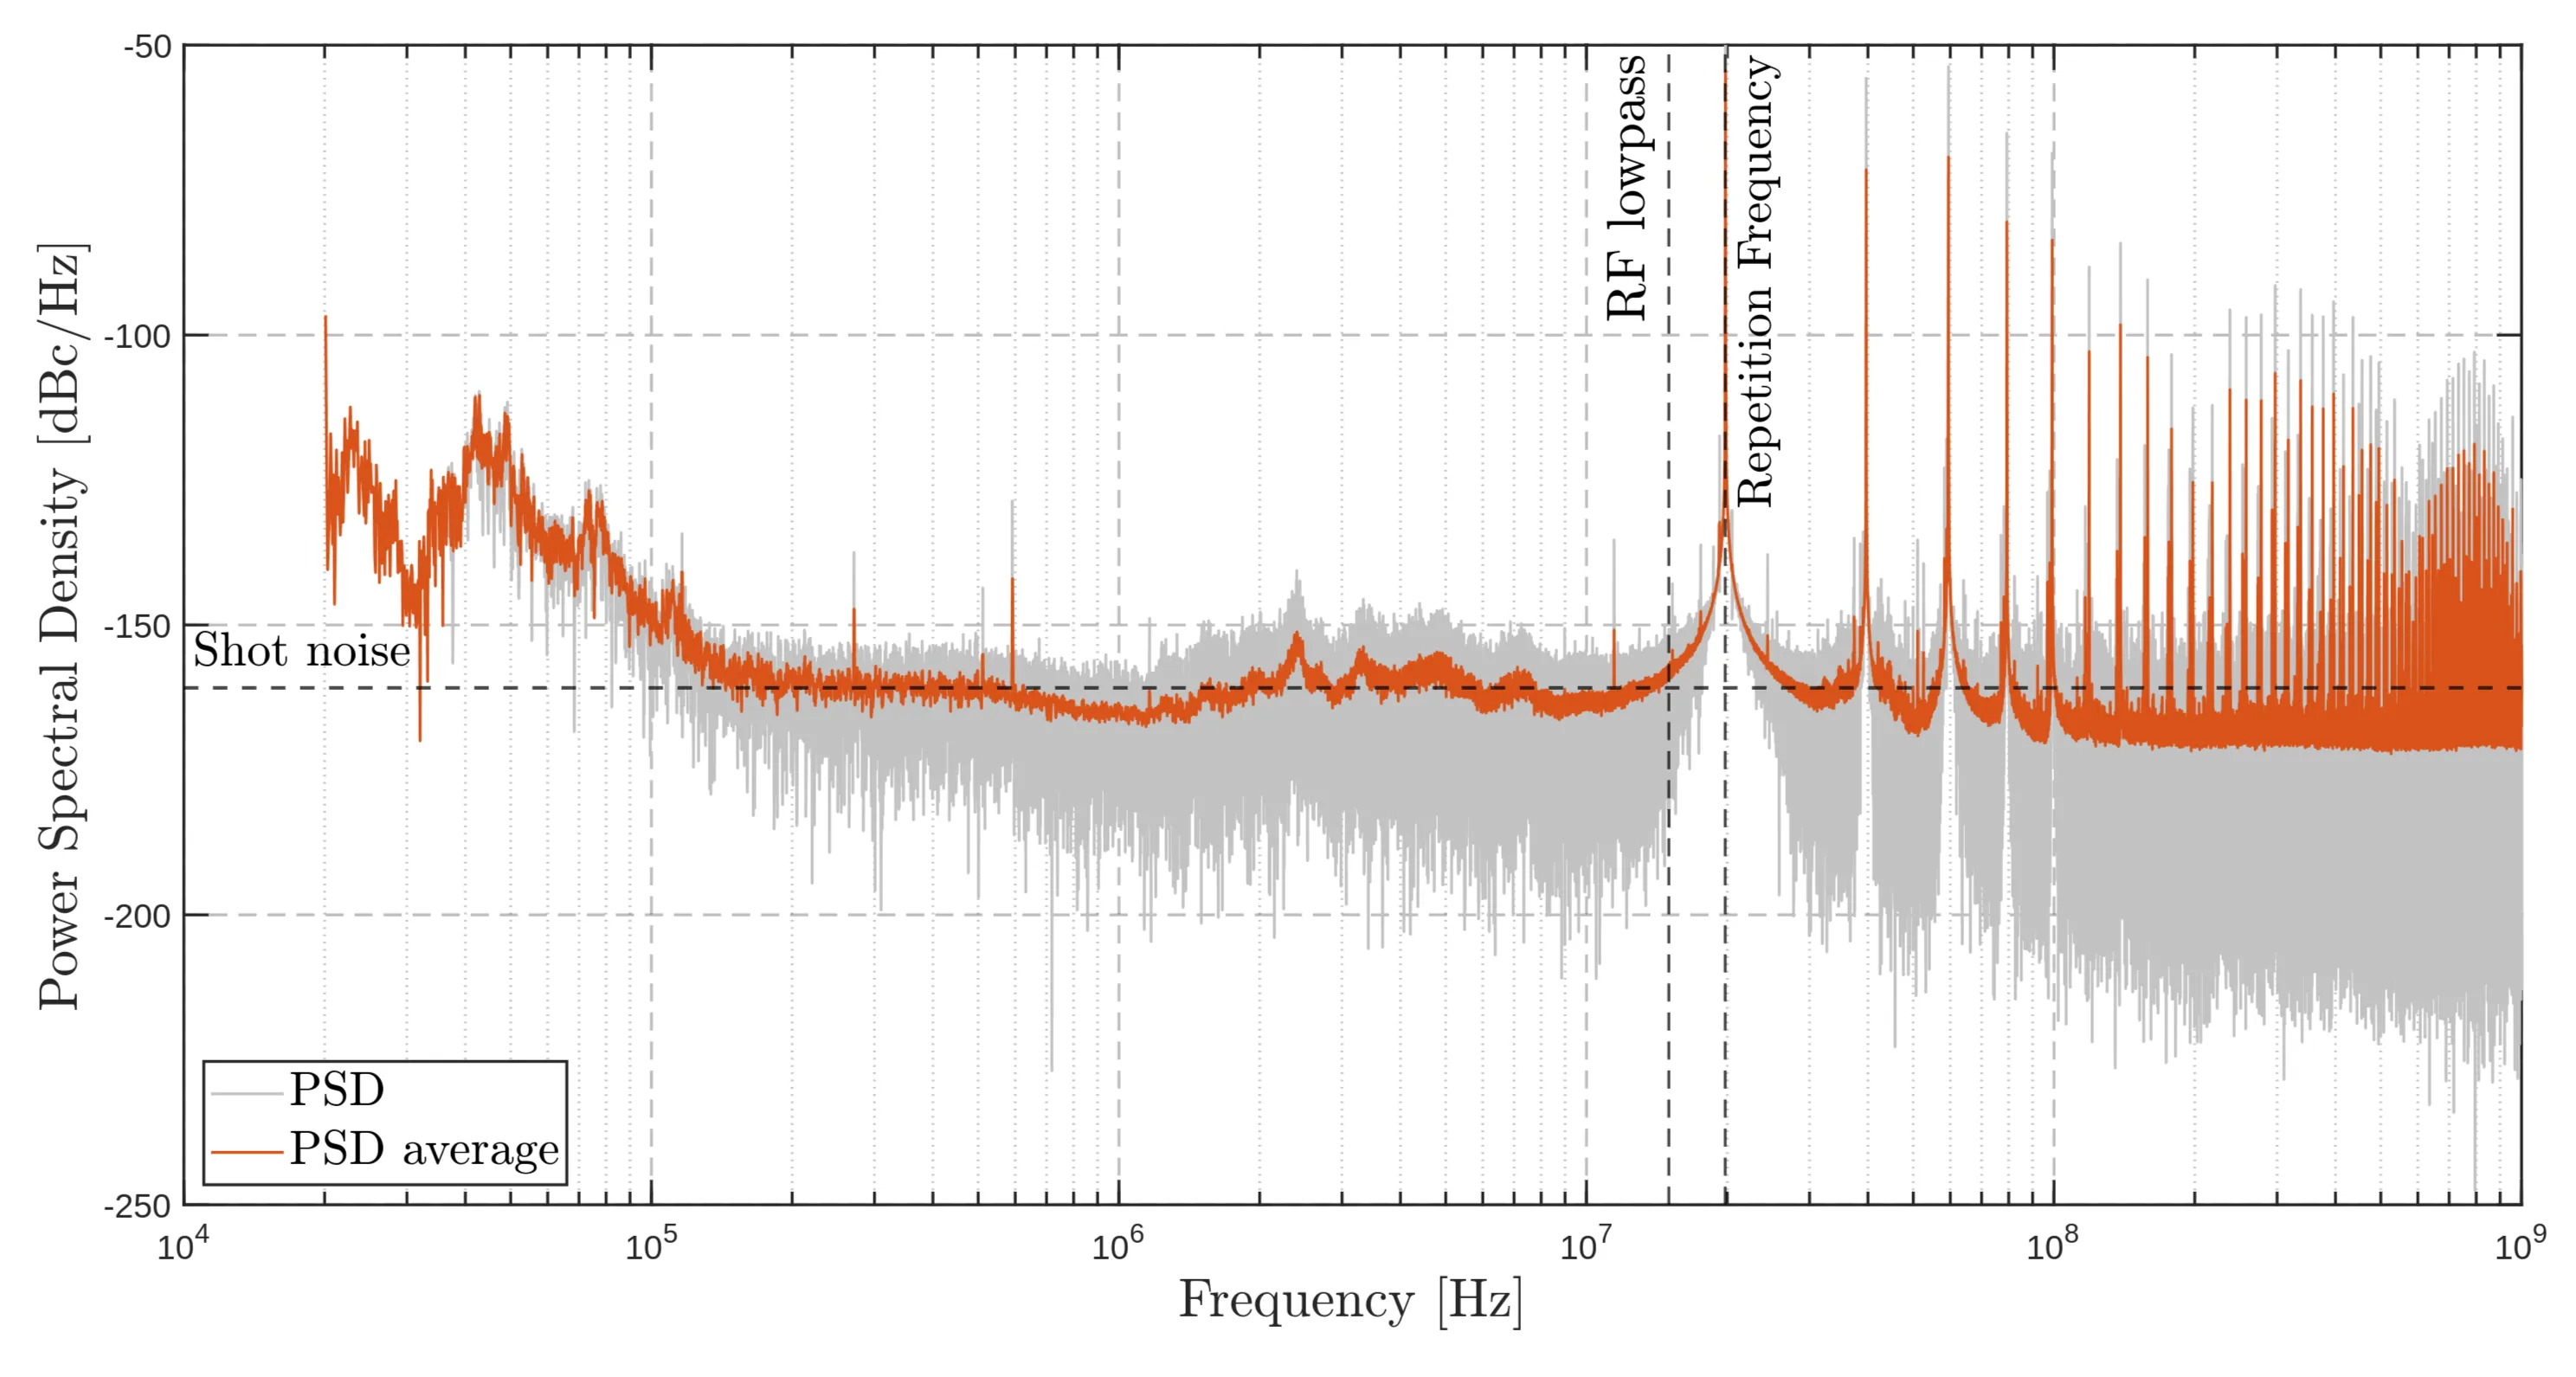 -50
-100
-150
-200
-250
Power Spectral Density [dBc/Hz]
Shot noise
RF lowpass
Repetition Frequency
PSD
PSD average
10^4
10^5
10^6
10^7
10^8
10^9
Frequency [Hz]